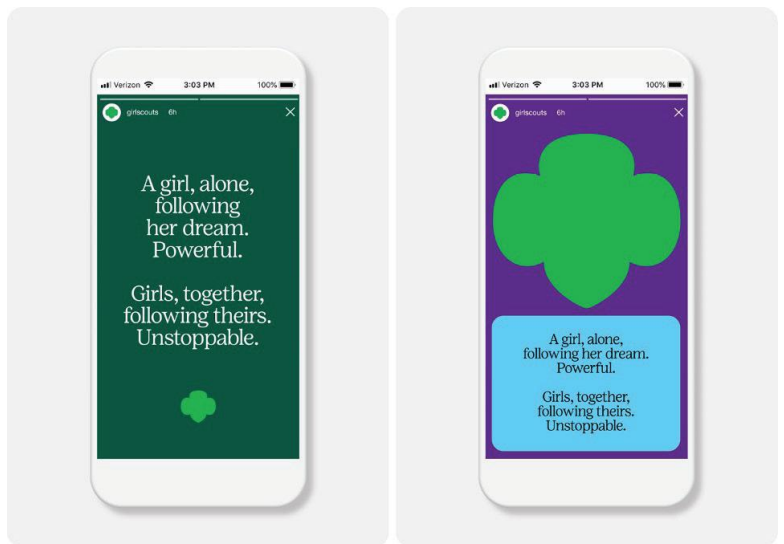 Verizon 3:03 PM 100%
girlscouts 6h
A girl, alone,
following
her dream.
Powerful.
Girls, together,
following theirs.
Unstoppable.
Verizon 3:03 PM 100%
girlscouts 6h
A girl, alone,
following her dream.
Powerful.
Girls, together,
following theirs.
Unstoppable.